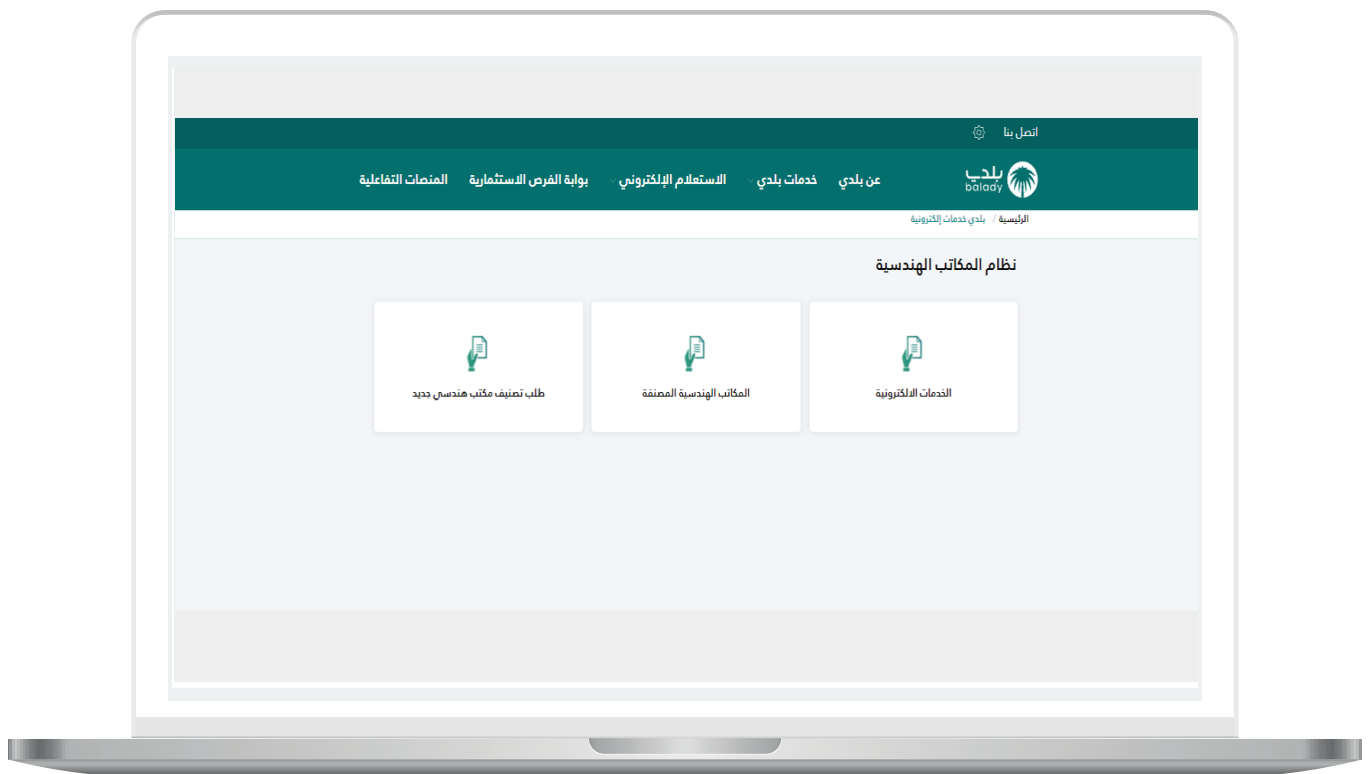 اتصل بنا
بلدي
balady
عن بلدي خدمات بلدي الاستعلام الإلكتروني بوابة الفرص الاستثمارية المنصات التفاعلية
الرئيسية / بلدي خدمات إلكترونية
نظام المكاتب الهندسية
الخدمات الالكترونية
المكاتب الهندسية المصنفة
طلب تصنيف مكتب هندسي جديد